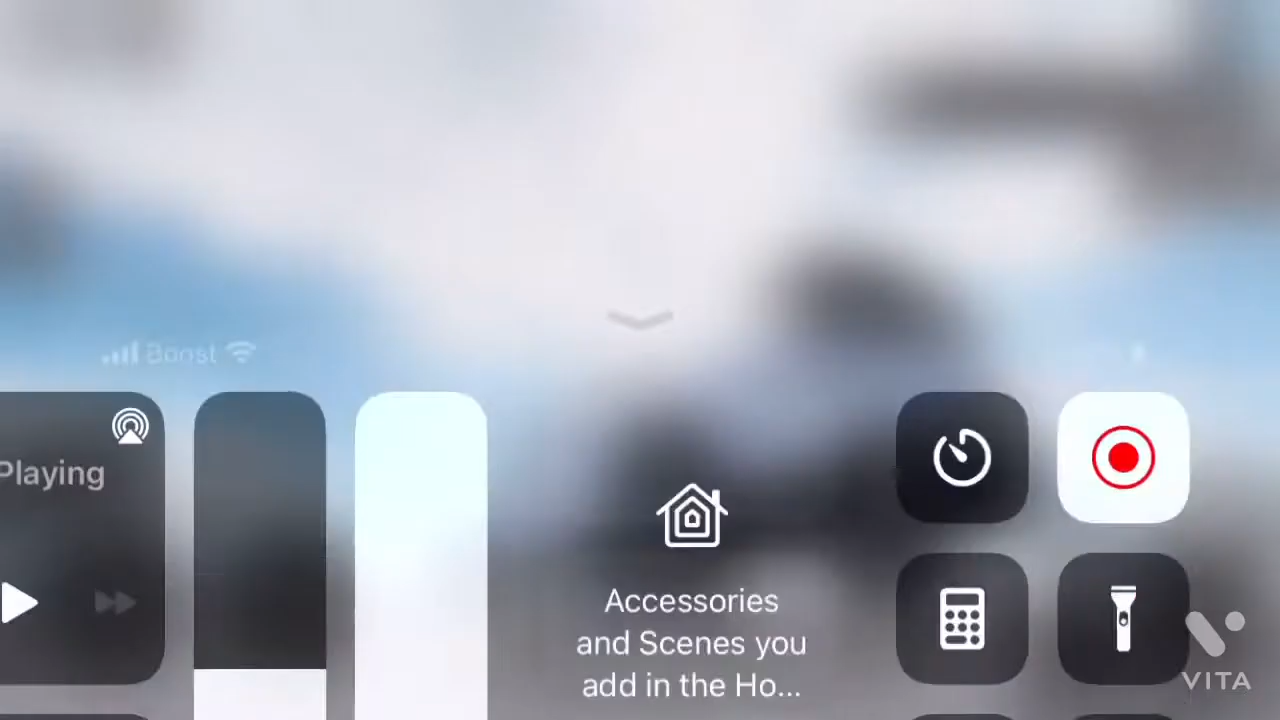 Boost
Playing
Accessories
and Scenes you
add in the Ho...
VITA